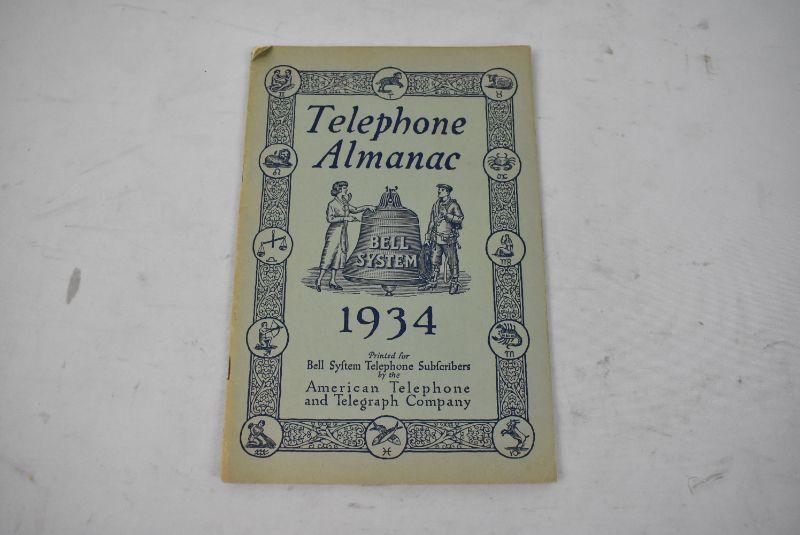 Telephone
Almanac
BELL
SYSTEM
1934
Printed for
Bell System Telephone Subscribers
by the
American Telephone
and Telegraph Company